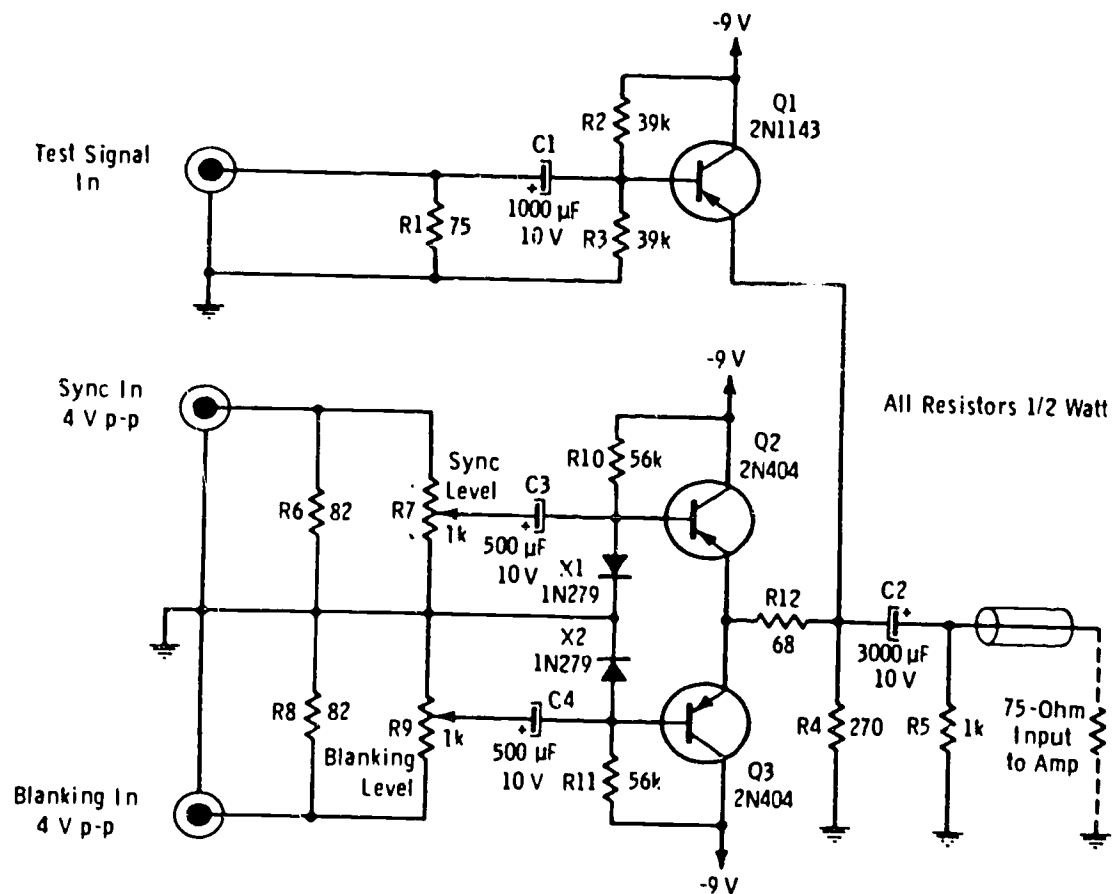 -9 V
Q1
2N1143
R2
39k
Test Signal
In
C1
+
1000 µF
10 V
R1
75
R3
39k
Sync In
4 V p-p
-9 V
All Resistors 1/2 Watt
Q2
2N404
R10
56k
Sync
Level
C3
R6
82
R7
1k
+
500 µF
10 V
X1
1N279
R12
68
C2
+
3000 µF
10 V
X2
1N279
R8
82
R9
1k
C4
+
500 µF
10 V
Blanking
Level
R11
56k
Q3
2N404
R4
270
R5
1k
75-Ohm
Input
to Amp
Blanking In
4 V p-p
-9 V